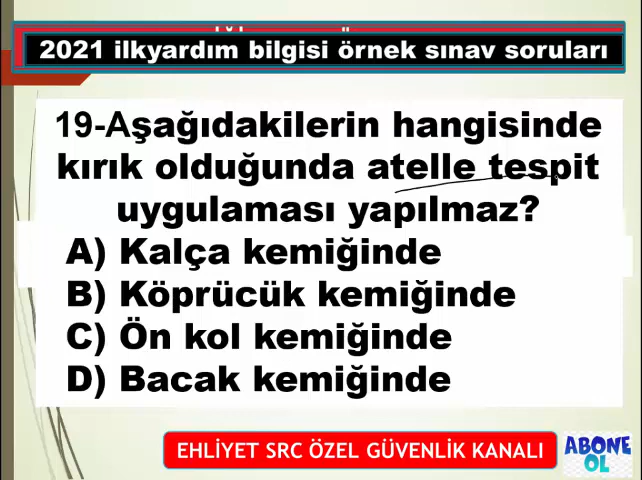 2021 ilkyardım bilgisi örnek sınav soruları
19-Aşağıdakilerin hangisinde
kırık olduğunda atelle tespit
uygulaması yapılmaz?
A) Kalça kemiğinde
B) Köprücük kemiğinde
C) Ön kol kemiğinde
D) Bacak kemiğinde
EHLİYET SRC ÖZEL GÜVENLİK KANALI
ABONE
OL